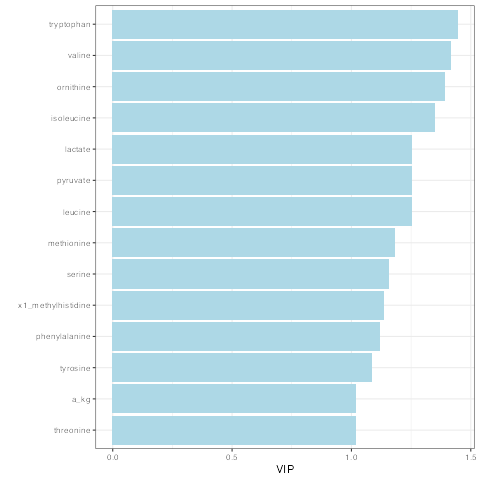 tryptophan
valine
ornithine
isoleucine
lactate
pyruvate
leucine
methionine
serine
x1_methylhistidine
phenylalanine
tyrosine
a_kg
threonine
0.0 0.5 1.0 1.5
VIP